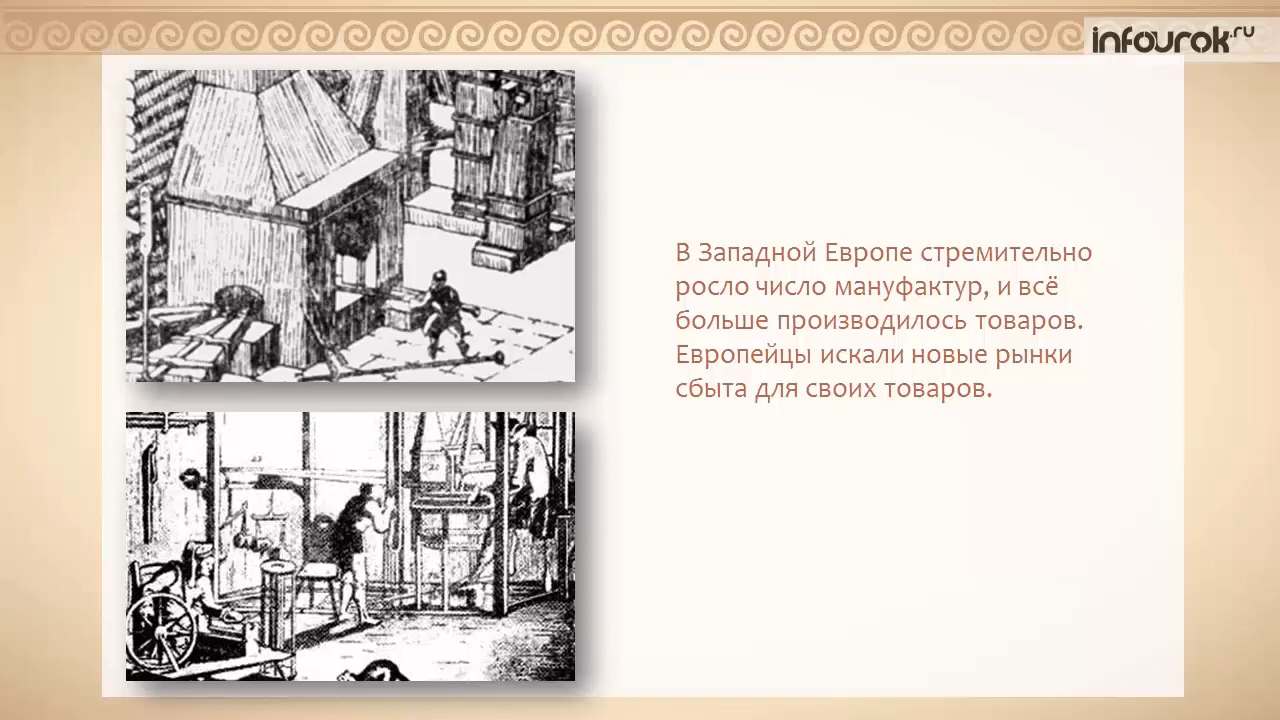 infourok.ru
В Западной Европе стремительно
росло число мануфактур, и всё
больше производилось товаров.
Европейцы искали новые рынки
сбыта для своих товаров.